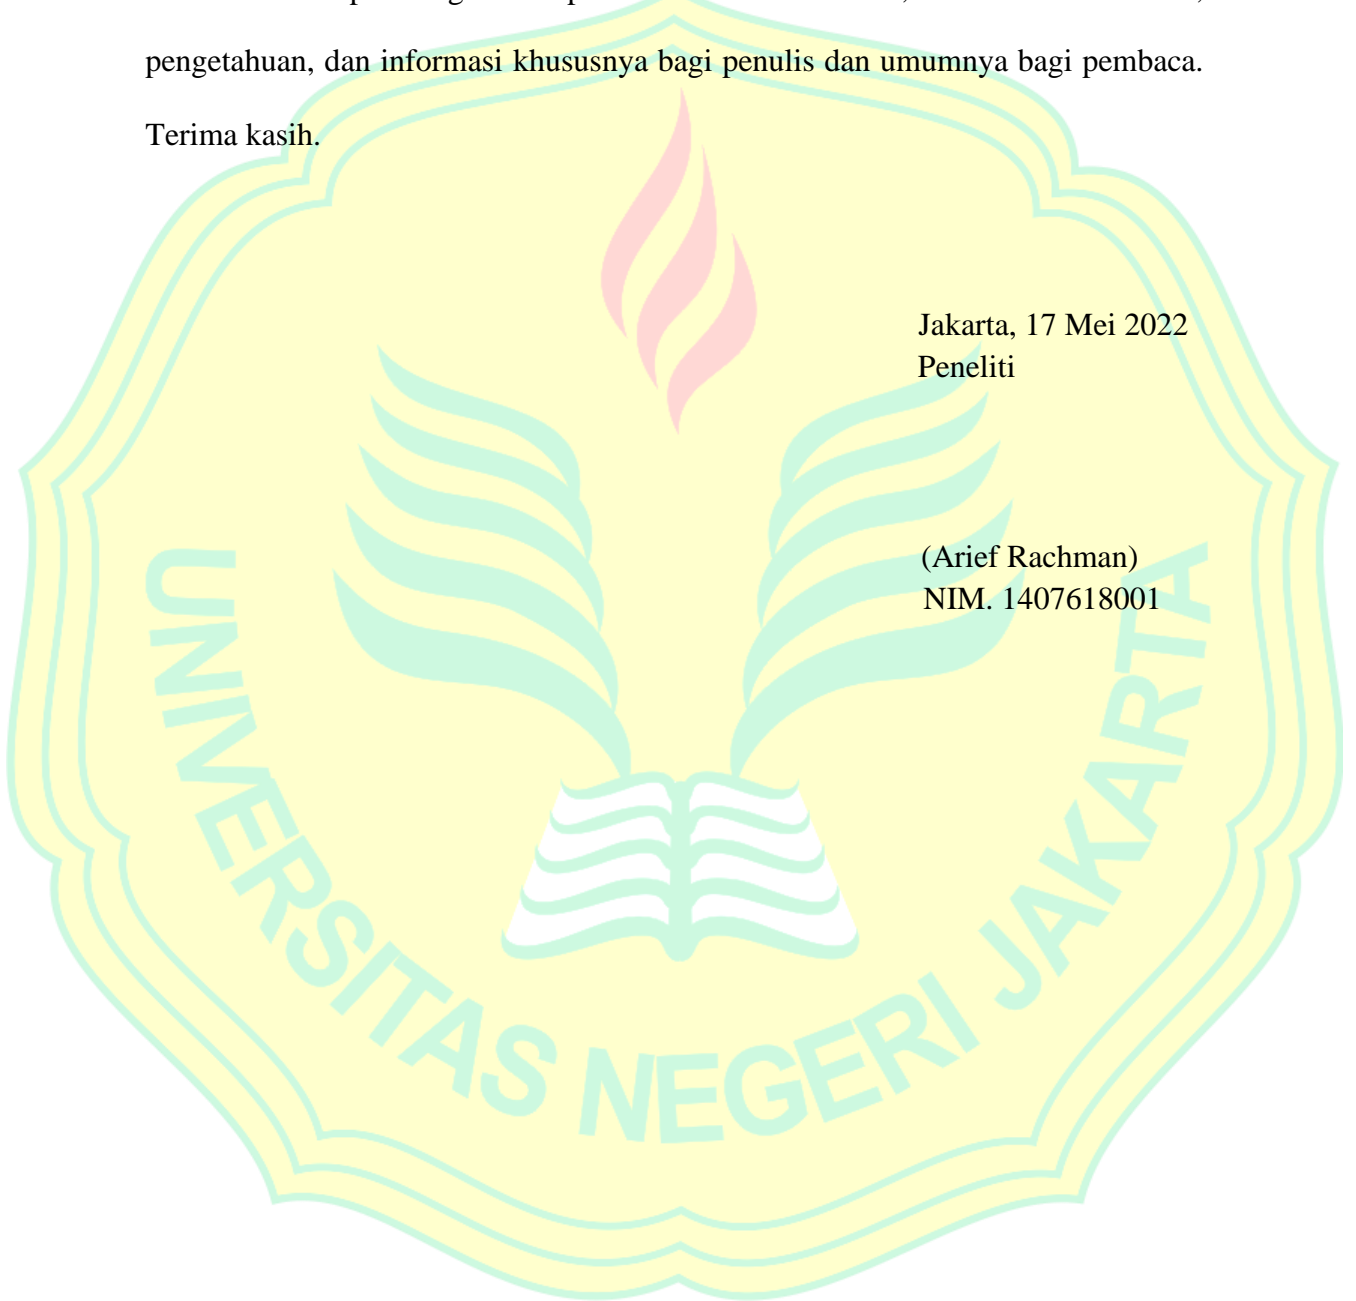 pengetahuan, dan informasi khususnya bagi penulis dan umumnya bagi pembaca.
Terima kasih.
Jakarta, 17 Mei 2022
Peneliti
(Arief Rachman)
NIM. 1407618001
UNIVERSITAS NEGERI JAKARTA